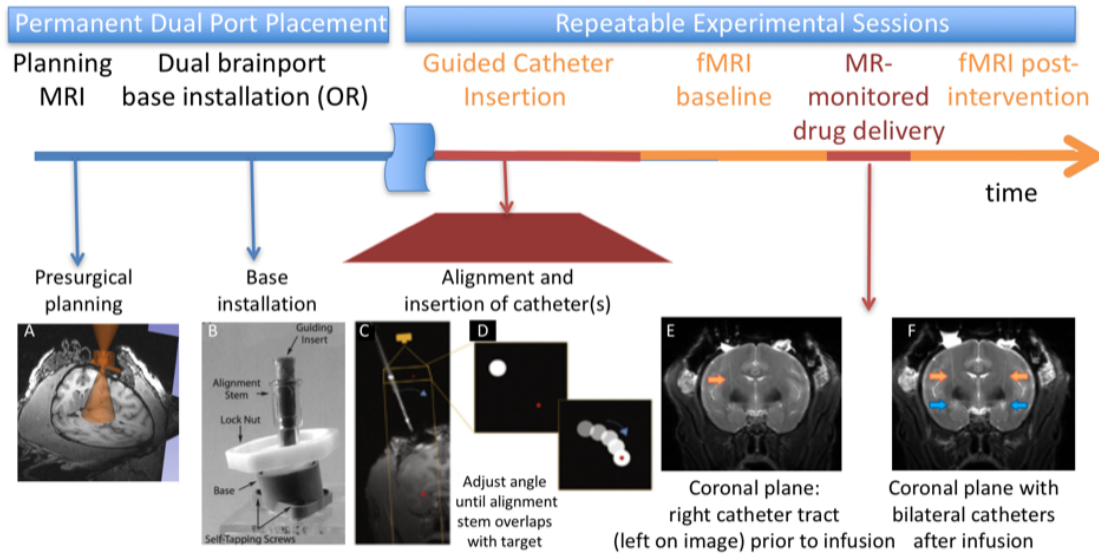 Permanent Dual Port Placement
Repeatable Experimental Sessions
Planning
MRI
Dual brainport
base installation (OR)
Guided Catheter
Insertion
fMRI
baseline
MR-
monitored
drug delivery
fMRI post-
intervention
time
Presurgical
planning
Base
installation
Alignment and
insertion of catheter(s)
A
B
Guiding
Insert
Alignment
Stem
Lock Nut
Base
Self-Tapping Screws
C
D
Adjust angle
until alignment
stem overlaps
with target
E
F
Coronal plane:
right catheter tract
(left on image) prior to infusion
Coronal plane with
bilateral catheters
after infusion